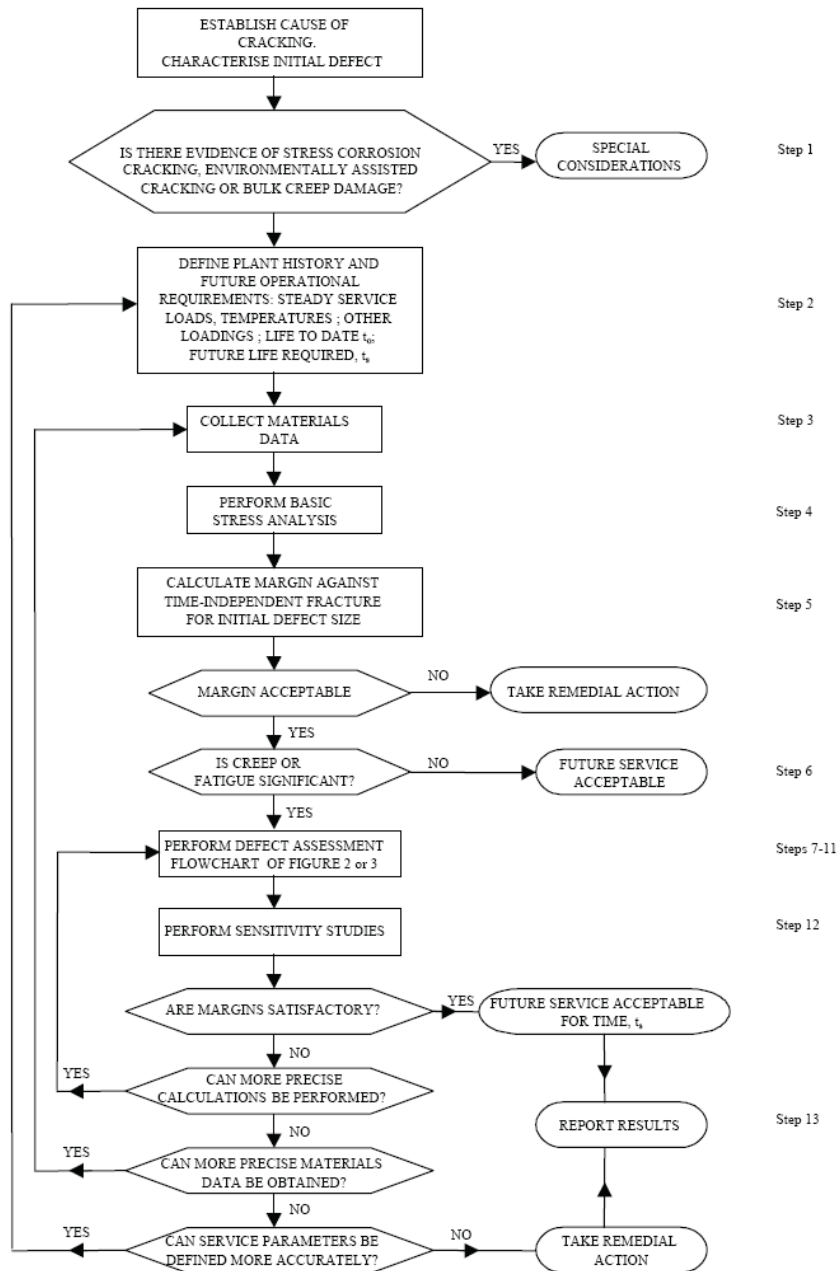 ESTABLISH CAUSE OF
CRACKING.
CHARACTERISE INITIAL DEFECT
IS THERE EVIDENCE OF STRESS CORROSION
CRACKING, ENVIRONMENTALLY ASSISTED
CRACKING OR BULK CREEP DAMAGE?
YES
SPECIAL
CONSIDERATIONS
Step 1
DEFINE PLANT HISTORY AND
FUTURE OPERATIONAL
REQUIREMENTS: STEADY SERVICE
LOADS, TEMPERATURES ; OTHER
LOADINGS ; LIFE TO DATE t₀;
FUTURE LIFE REQUIRED, tₛ
Step 2
COLLECT MATERIALS
DATA
Step 3
PERFORM BASIC
STRESS ANALYSIS
Step 4
CALCULATE MARGIN AGAINST
TIME-INDEPENDENT FRACTURE
FOR INITIAL DEFECT SIZE
Step 5
MARGIN ACCEPTABLE
NO
TAKE REMEDIAL ACTION
YES
IS CREEP OR
FATIGUE SIGNIFICANT?
NO
FUTURE SERVICE
ACCEPTABLE
Step 6
YES
PERFORM DEFECT ASSESSMENT
FLOWCHART OF FIGURE 2 or 3
Steps 7-11
PERFORM SENSITIVITY STUDIES
Step 12
ARE MARGINS SATISFACTORY?
YES
FUTURE SERVICE ACCEPTABLE
FOR TIME, tₛ
NO
CAN MORE PRECISE
CALCULATIONS BE PERFORMED?
YES
REPORT RESULTS
Step 13
NO
CAN MORE PRECISE MATERIALS
DATA BE OBTAINED?
YES
NO
CAN SERVICE PARAMETERS BE
DEFINED MORE ACCURATELY?
YES
NO
TAKE REMEDIAL
ACTION